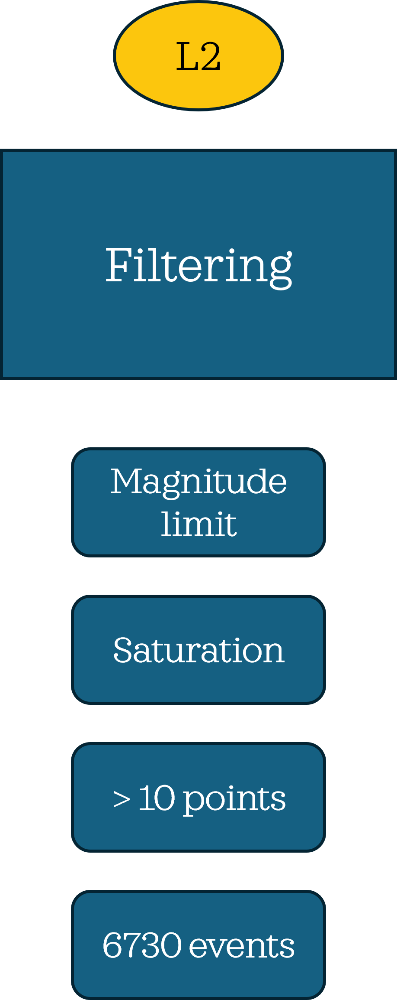 L2
Filtering
Magnitude
limit
Saturation
> 10 points
6730 events